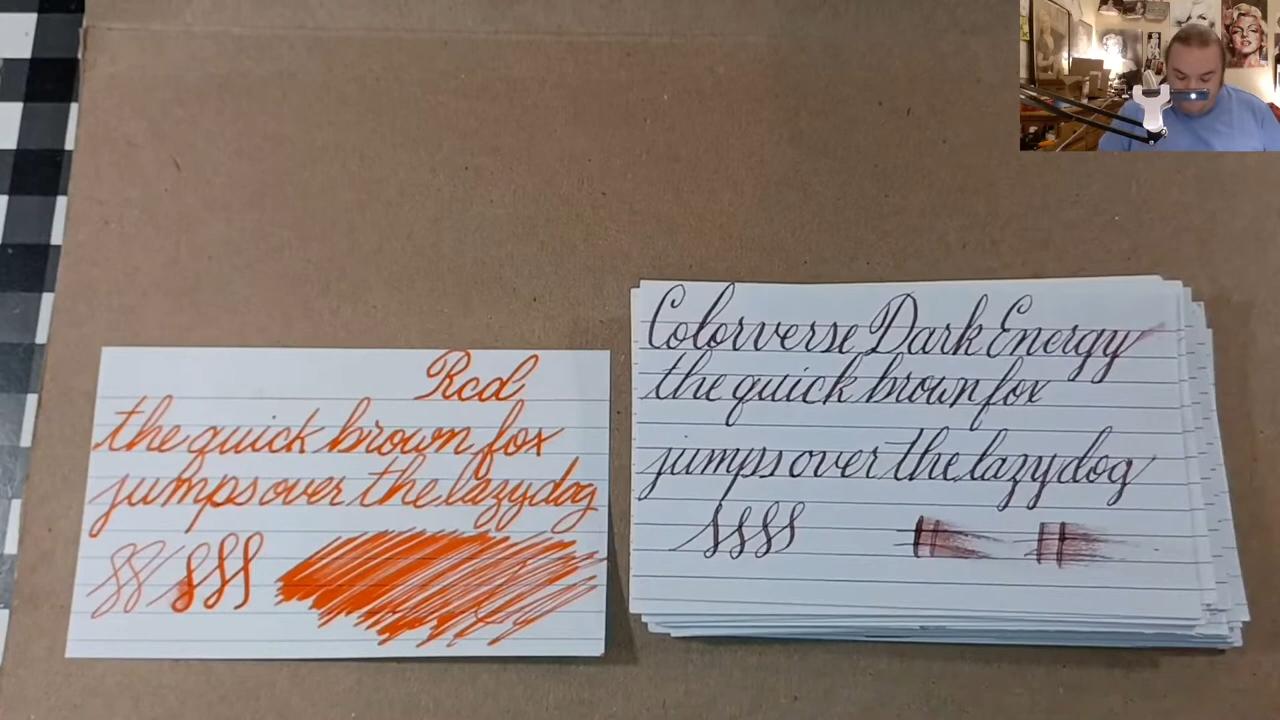 Red
the quick brown fox
jumps over the lazy dog
Colorverse Dark Energy
the quick brown fox
jumps over the lazy dog